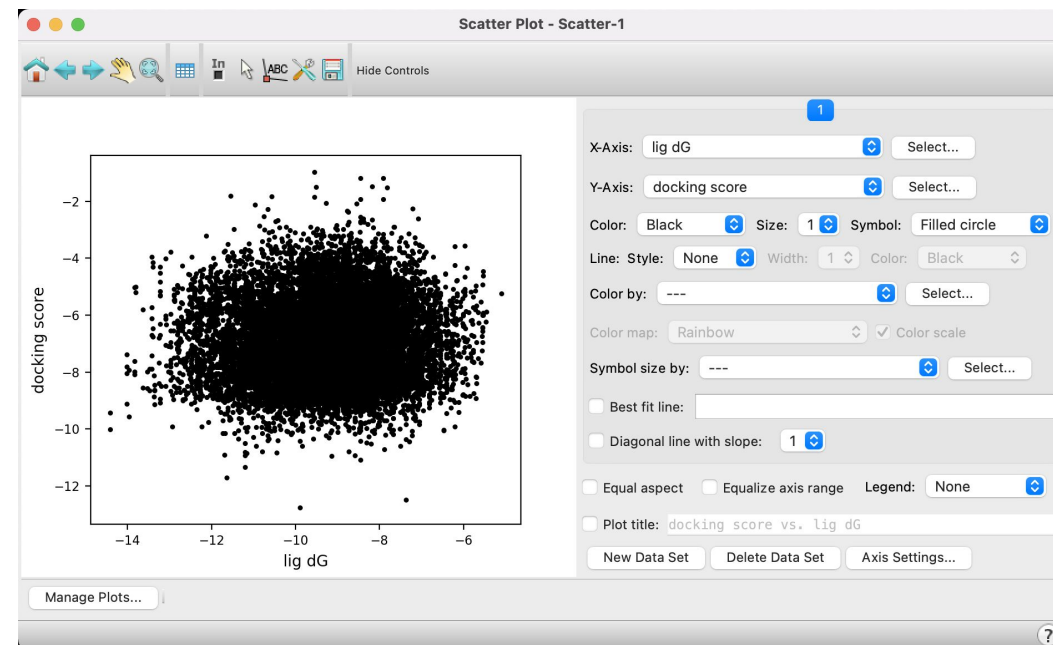 Scatter Plot - Scatter-1
In ABC Hide Controls
1
X-Axis: lig dG Select...
Y-Axis: docking score Select...
Color: Black Size: 1 Symbol: Filled circle
Line: Style: None Width: 1 Color: Black
Color by: --- Select...
Color map: Rainbow Color scale
Symbol size by: --- Select...
Best fit line:
Diagonal line with slope: 1
Equal aspect Equalize axis range Legend: None
Plot title: docking score vs. lig dG
New Data Set Delete Data Set Axis Settings...
docking score
−2
−4
−6
−8
−10
−12
−14 −12 −10 −8 −6
lig dG
Manage Plots...
?